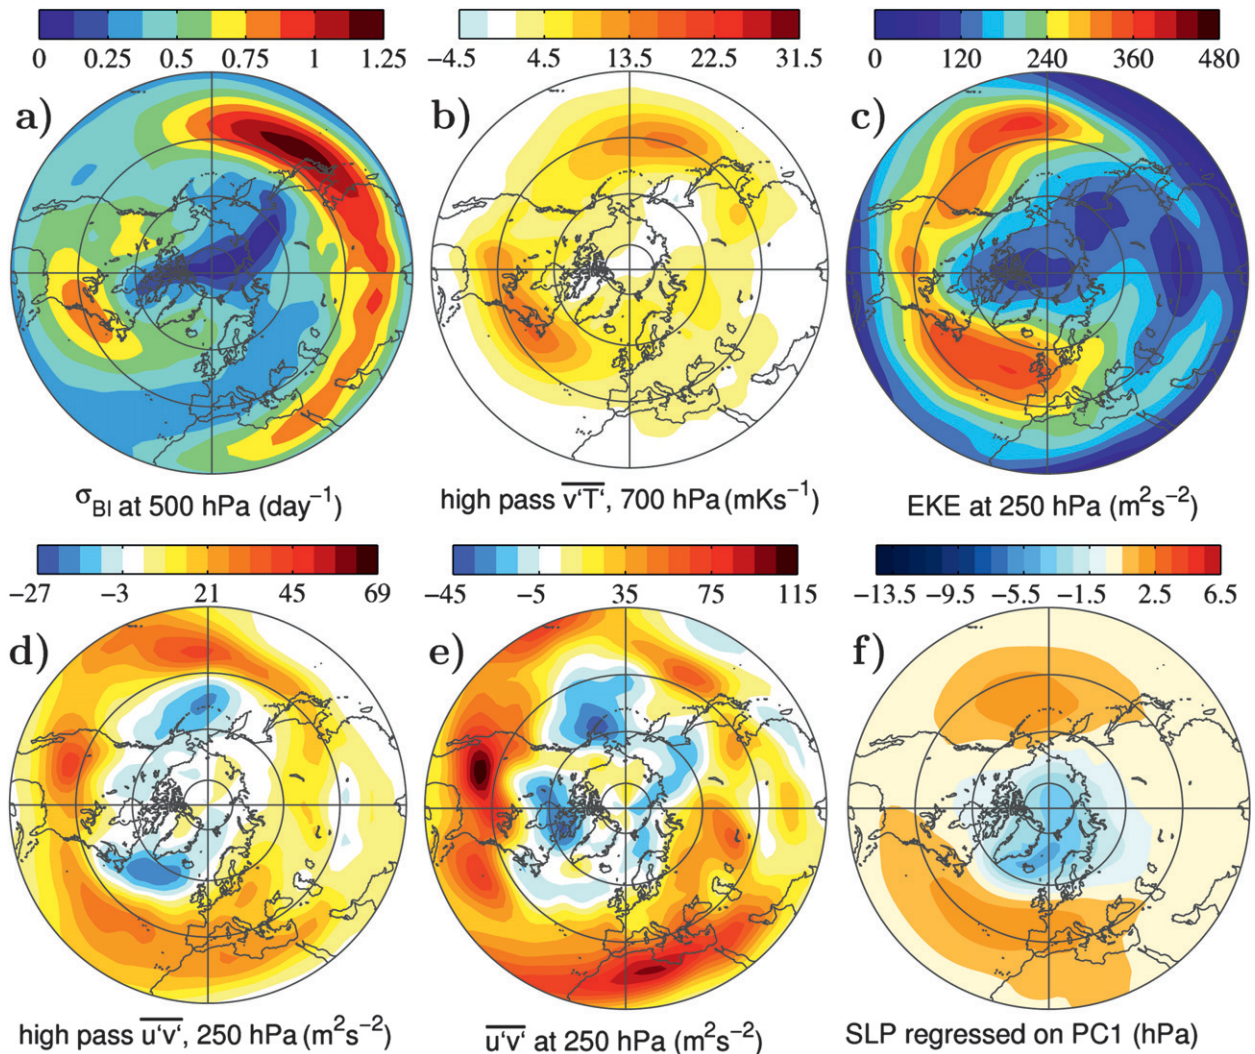 0 0.25 0.5 0.75 1 1.25
−4.5 4.5 13.5 22.5 31.5
0 120 240 360 480
a)
b)
c)
σBI at 500 hPa (day−1)
high pass v‘T‘, 700 hPa (mKs−1)
EKE at 250 hPa (m2s−2)
−27 −3 21 45 69
−45 −5 35 75 115
−13.5 −9.5 −5.5 −1.5 2.5 6.5
d)
e)
f)
high pass u‘v‘, 250 hPa (m2s−2)
u‘v‘ at 250 hPa (m2s−2)
SLP regressed on PC1 (hPa)